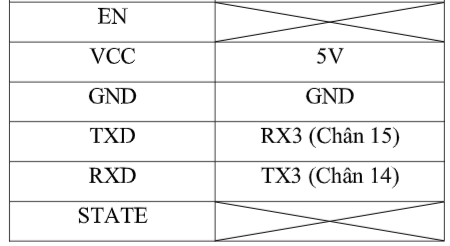 EN
VCC 5V
GND GND
TXD RX3 (Chân 15)
RXD TX3 (Chân 14)
STATE